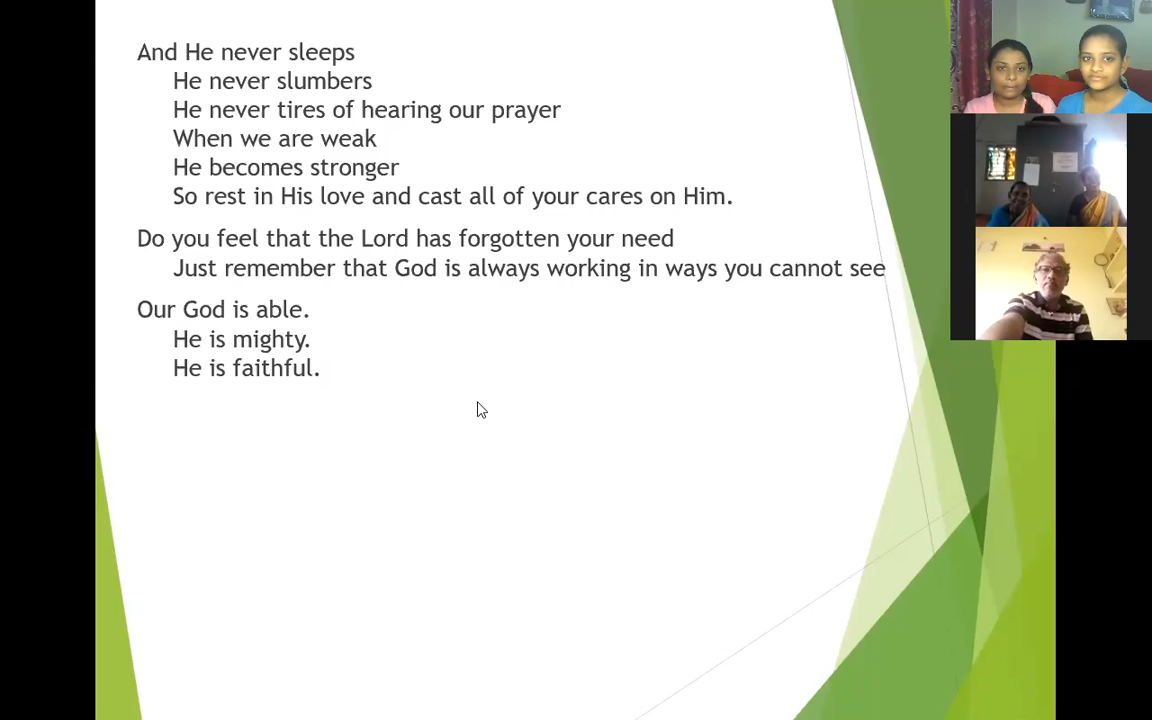 And He never sleeps
He never slumbers
He never tires of hearing our prayer
When we are weak
He becomes stronger
So rest in His love and cast all of your cares on Him.
Do you feel that the Lord has forgotten your need
Just remember that God is always working in ways you cannot see
Our God is able.
He is mighty.
He is faithful.